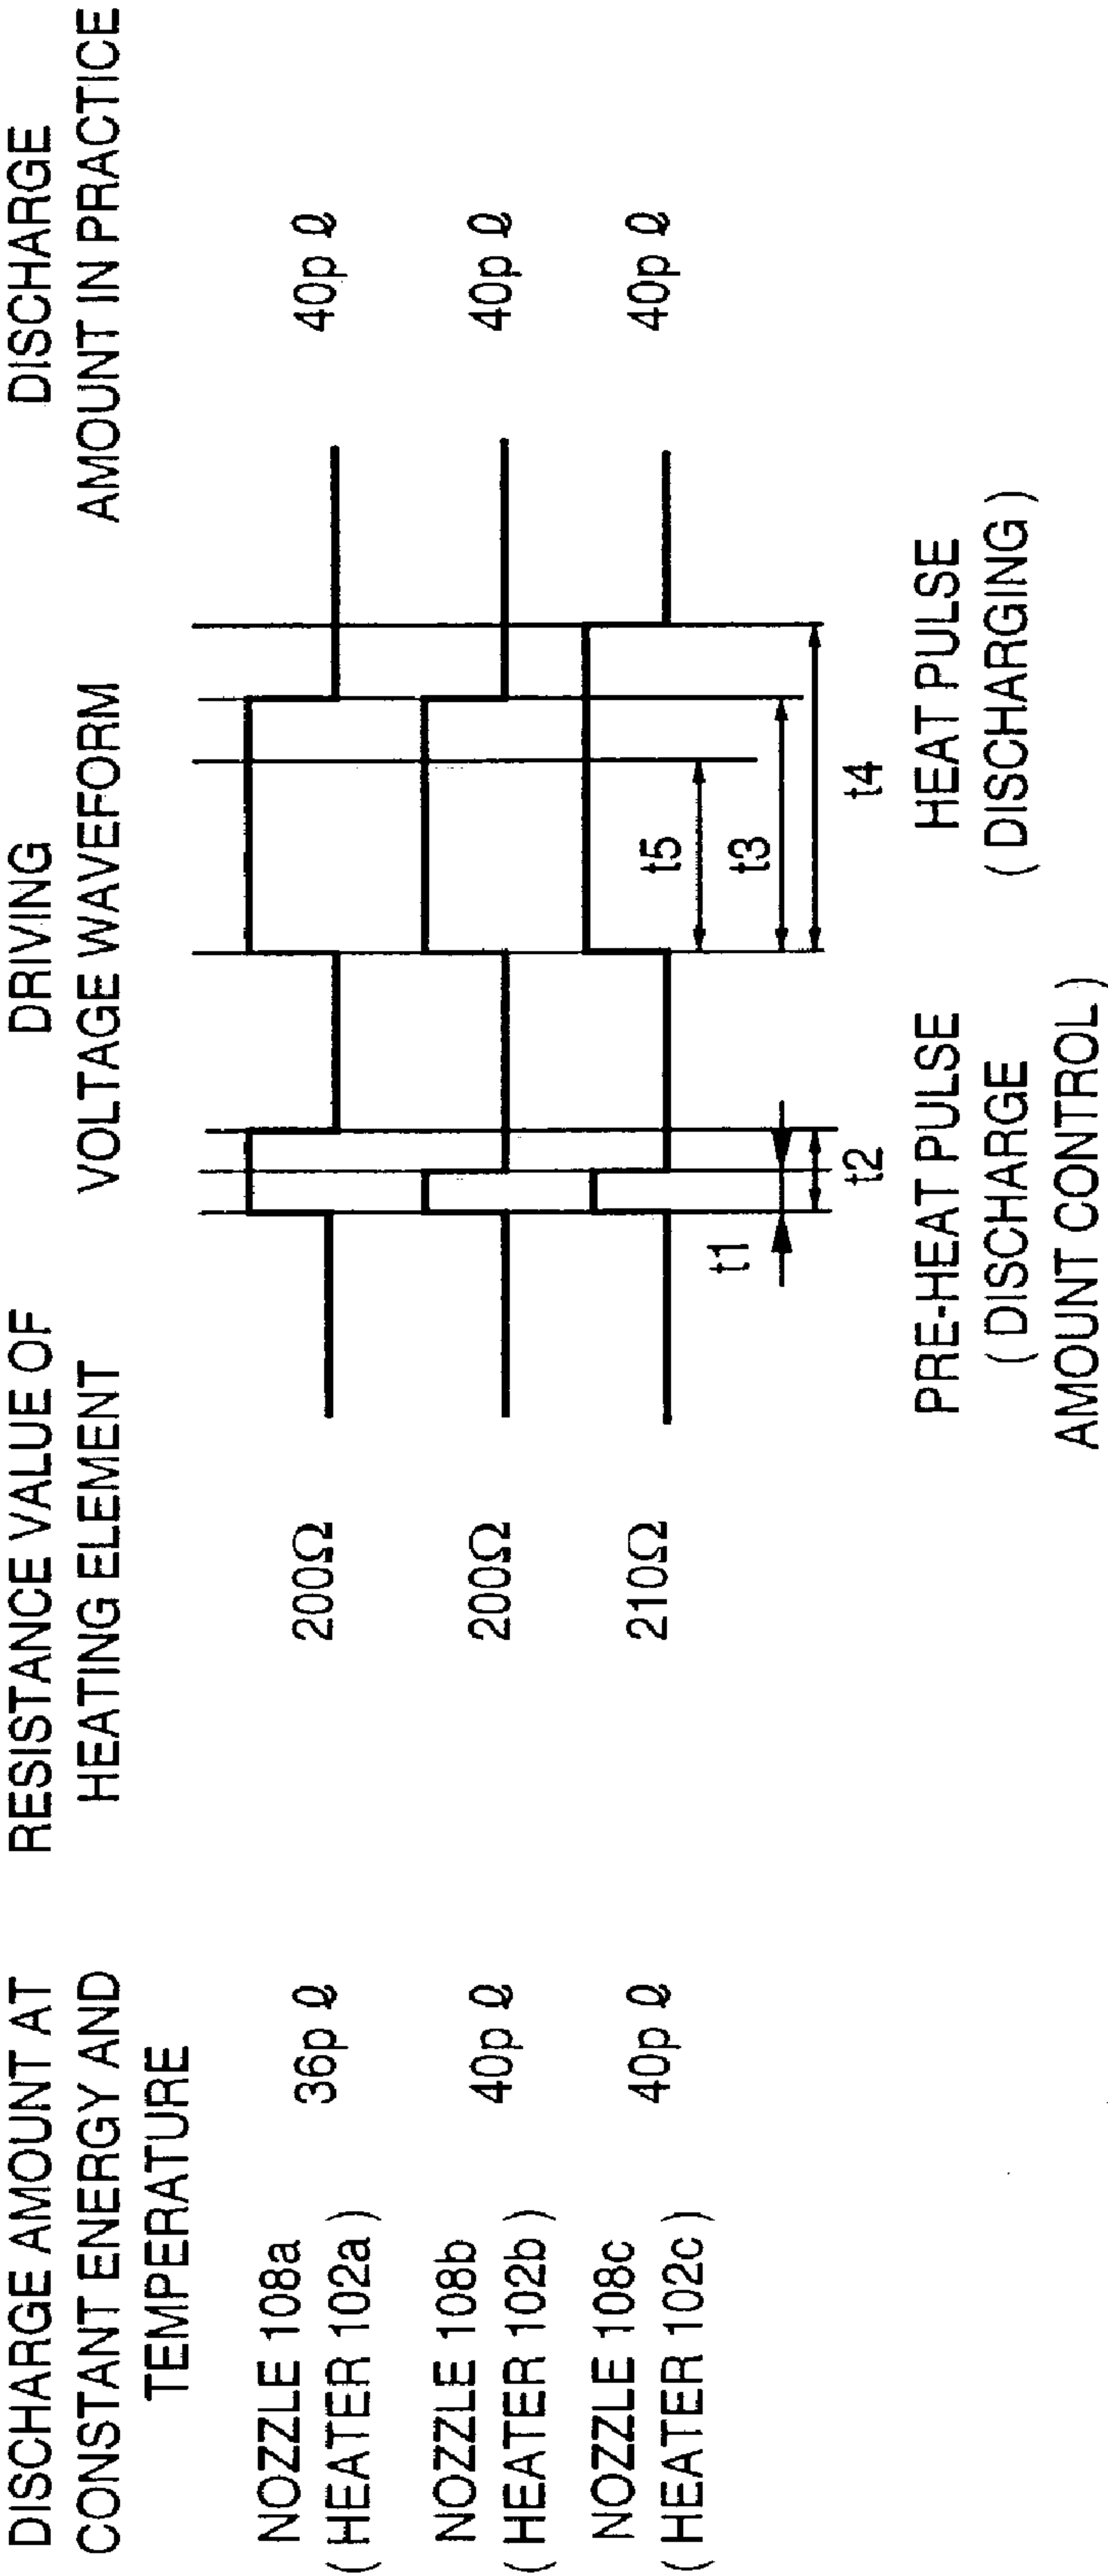 DISCHARGE AMOUNT AT
CONSTANT ENERGY AND
TEMPERATURE
RESISTANCE VALUE OF
HEATING ELEMENT
DRIVING
VOLTAGE WAVEFORM
DISCHARGE
AMOUNT IN PRACTICE
NOZZLE 108a
( HEATER 102a )
36p ℓ
200Ω
40p ℓ
NOZZLE 108b
( HEATER 102b )
40p ℓ
200Ω
40p ℓ
NOZZLE 108c
( HEATER 102c )
40p ℓ
210Ω
40p ℓ
t1
t2
t5
t3
t4
PRE-HEAT PULSE
( DISCHARGE
AMOUNT CONTROL )
HEAT PULSE
( DISCHARGING )